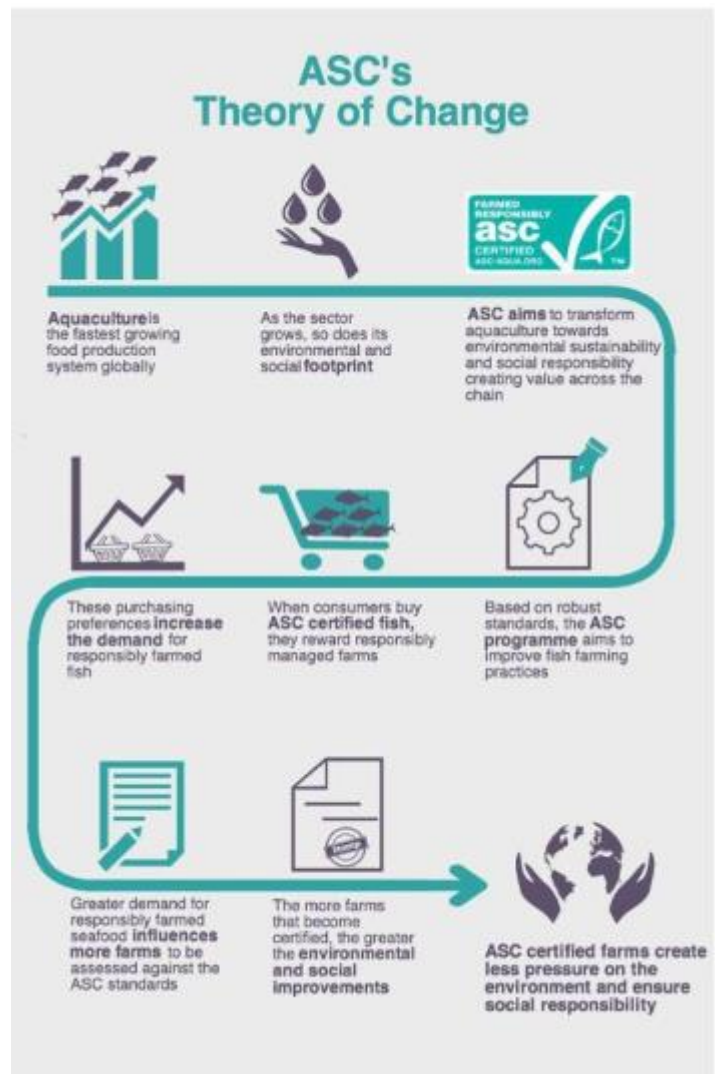 ASC's
Theory of Change
FARMED
RESPONSIBLY
asc
CERTIFIED
ASC-AQUA.ORG
TM
Aquaculture is
the fastest growing
food production
system globally
As the sector
grows, so does its
environmental and
social footprint
ASC aims to transform
aquaculture towards
environmental sustainability
and social responsibility
creating value across the
chain
Based on robust
standards, the ASC
programme aims to
improve fish farming
practices
When consumers buy
ASC certified fish,
they reward responsibly
managed farms
These purchasing
preferences increase
the demand for
responsibly farmed
fish
Greater demand for
responsibly farmed
seafood influences
more farms to be
assessed against the
ASC standards
The more farms
that become
certified, the greater
the environmental
and social
improvements
ASC certified farms create
less pressure on the
environment and ensure
social responsibility